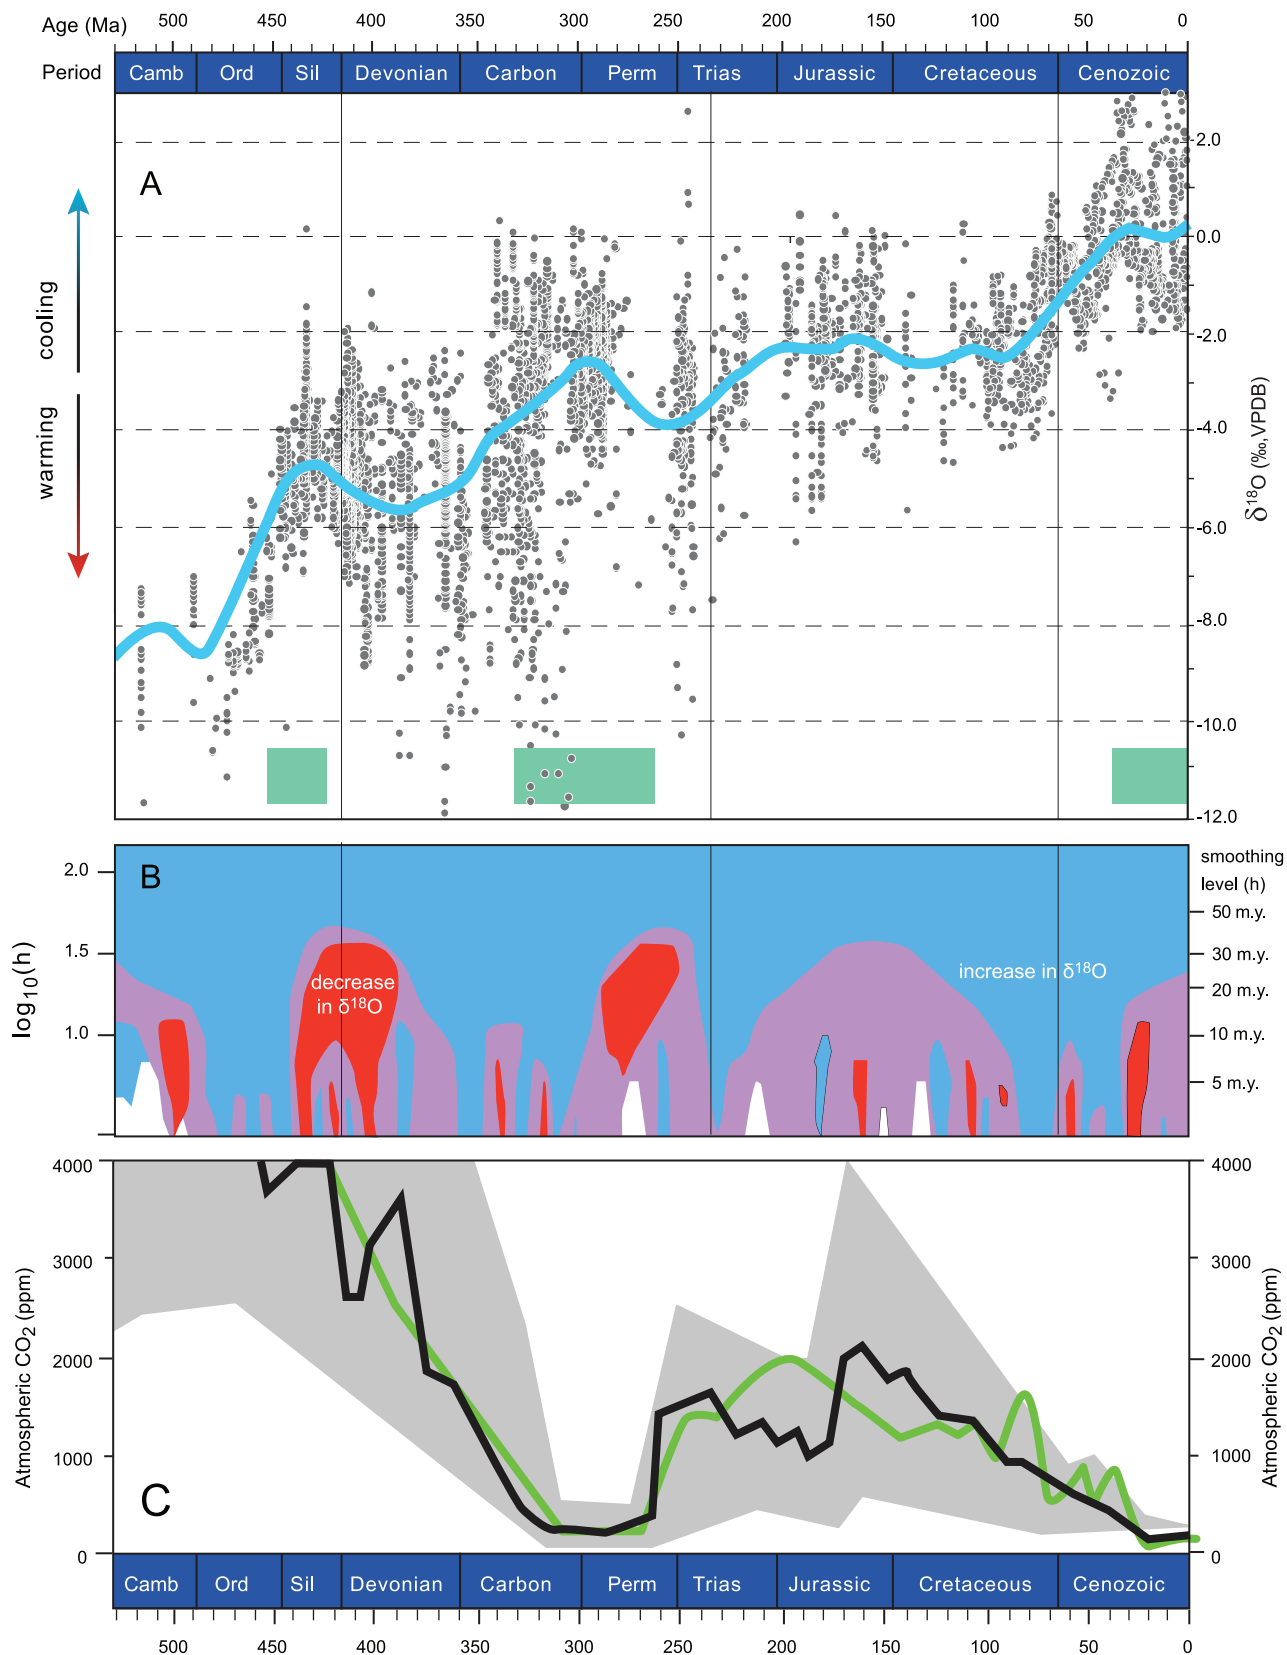 Age (Ma) 500 450 400 350 300 250 200 150 100 50 0
Period Camb Ord Sil Devonian Carbon Perm Trias Jurassic Cretaceous Cenozoic
A
cooling
warming
2.0
0.0
-2.0
-4.0
-6.0
-8.0
-10.0
-12.0
δ¹⁸O (‰, VPDB)
B
log₁₀(h)
2.0
1.5
1.0
smoothing
level (h)
50 m.y.
30 m.y.
20 m.y.
10 m.y.
5 m.y.
decrease
in δ¹⁸O
increase in δ¹⁸O
C
Atmospheric CO₂ (ppm)
4000
3000
2000
1000
0
4000
3000
2000
1000
0
Atmospheric CO₂ (ppm)
Camb Ord Sil Devonian Carbon Perm Trias Jurassic Cretaceous Cenozoic
500 450 400 350 300 250 200 150 100 50 0